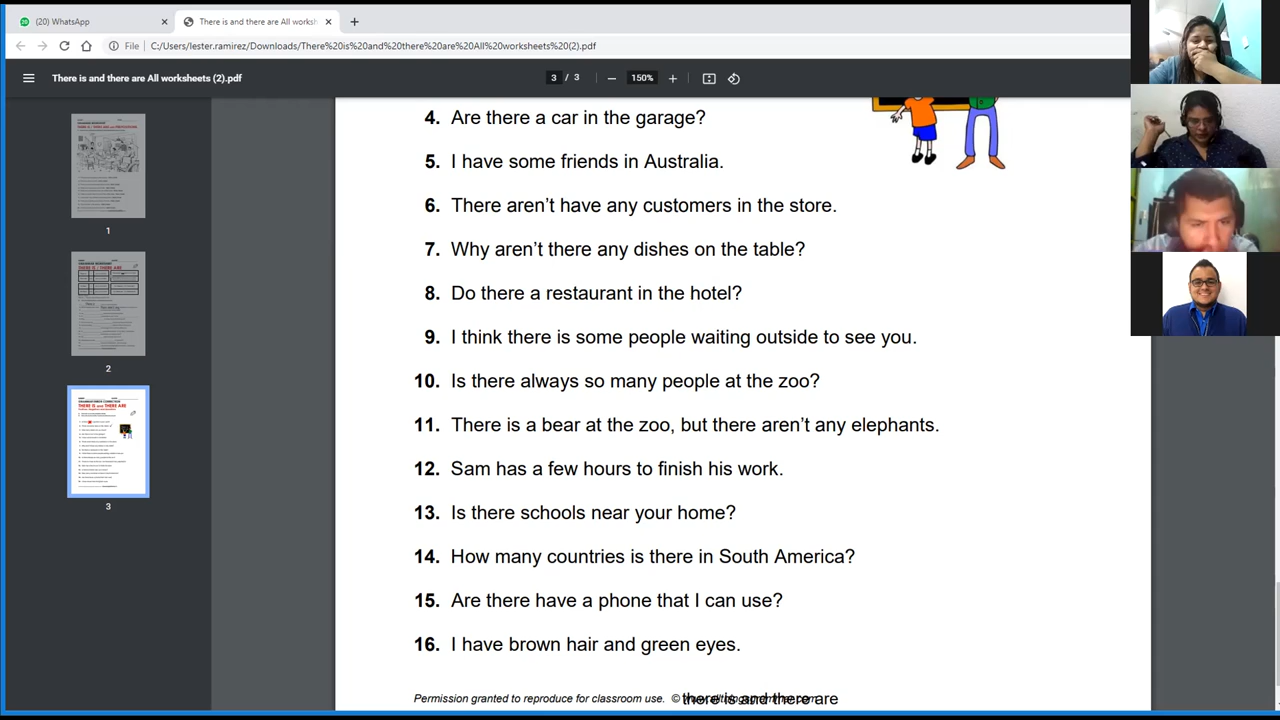 (20) WhatsApp
There is and there are All worksh
File
C:/Users/lester.ramirez/Downloads/There%20is%20and%20there%20are%20All%20worksheets%20(2).pdf
There is and there are All worksheets (2).pdf
3 / 3
150%
1
2
3
4. Are there a car in the garage?
5. I have some friends in Australia.
6. There aren't have any customers in the store.
7. Why aren't there any dishes on the table?
8. Do there a restaurant in the hotel?
9. I think there is some people waiting outside to see you.
10. Is there always so many people at the zoo?
11. There is a bear at the zoo, but there aren't any elephants.
12. Sam has a few hours to finish his work.
13. Is there schools near your home?
14. How many countries is there in South America?
15. Are there have a phone that I can use?
16. I have brown hair and green eyes.
Permission granted to reproduce for classroom use. ©
there is and there are